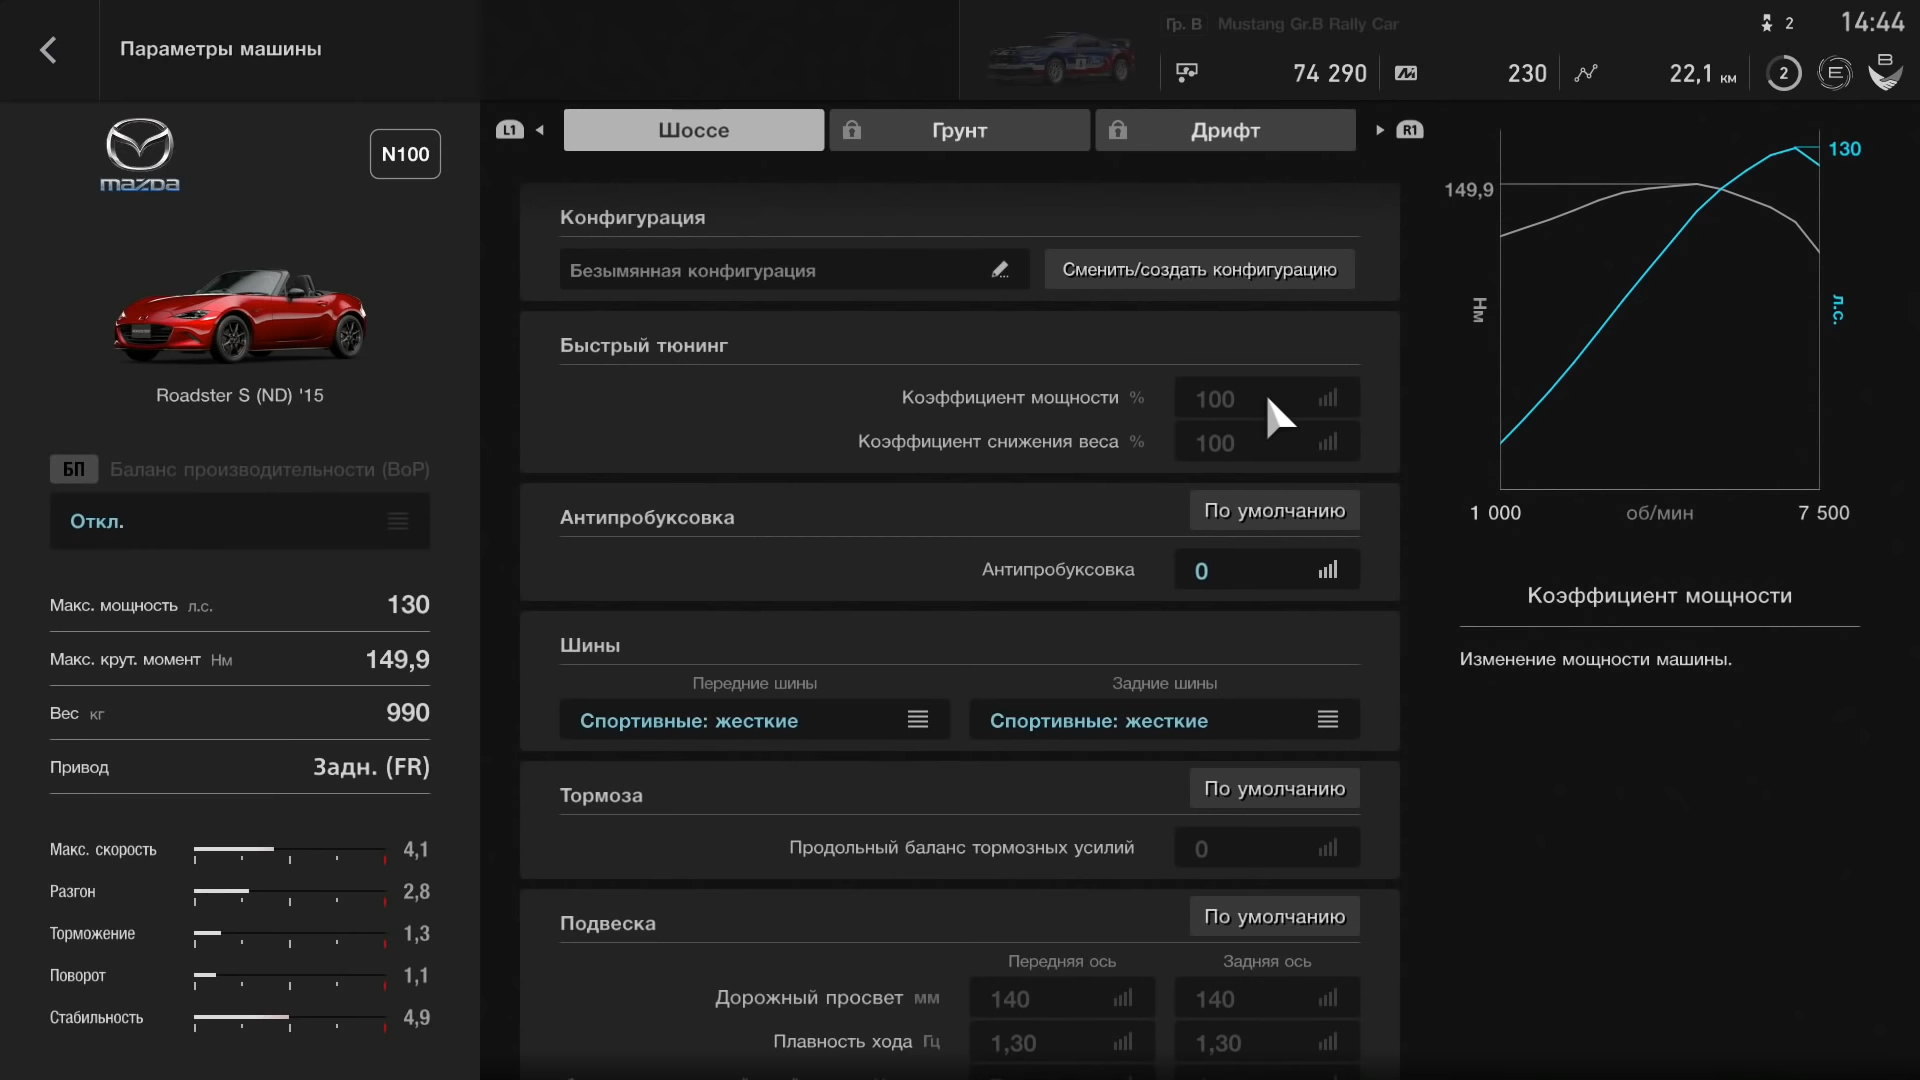 Параметры машины
Гр. B Mustang Gr.B Rally Car
2
14:44
74 290
230
22,1 км
2
E
B
mazda
N100
Roadster S (ND) '15
БП Баланс производительности (BoP)
Откл.
Макс. мощность л.с. 130
Макс. крут. момент Нм 149,9
Вес кг 990
Привод Задн. (FR)
Макс. скорость 4,1
Разгон 2,8
Торможение 1,3
Поворот 1,1
Стабильность 4,9
L1 Шоссе Грунт Дрифт R1
Конфигурация
Безымянная конфигурация
Сменить/создать конфигурацию
Быстрый тюнинг
Коэффициент мощности % 100
Коэффициент снижения веса % 100
Антипробуксовка
По умолчанию
Антипробуксовка 0
Шины
Передние шины Задние шины
Спортивные: жесткие Спортивные: жесткие
Тормоза
По умолчанию
Продольный баланс тормозных усилий 0
Подвеска
По умолчанию
Передняя ось Задняя ось
Дорожный просвет мм 140 140
Плавность хода Гц 1,30 1,30
130
149,9
Нм
л.с.
1 000 об/мин 7 500
Коэффициент мощности
Изменение мощности машины.